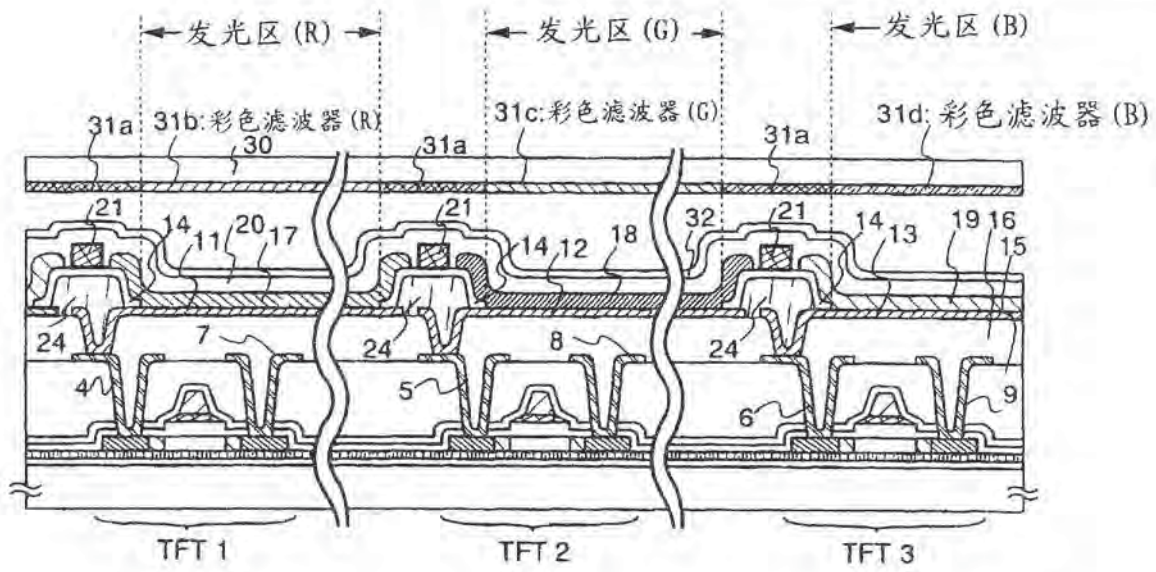 发光区(R) 发光区(G) 发光区(B)
31a 31b:彩色滤波器(R) 31c:彩色滤波器(G) 31d:彩色滤波器(B)
30 31a 31a
21 14 11 20 17 21 14 12 18 32 21 14 13 19 16 15
24 7 24 8 24
4 5 6 9
TFT 1 TFT 2 TFT 3